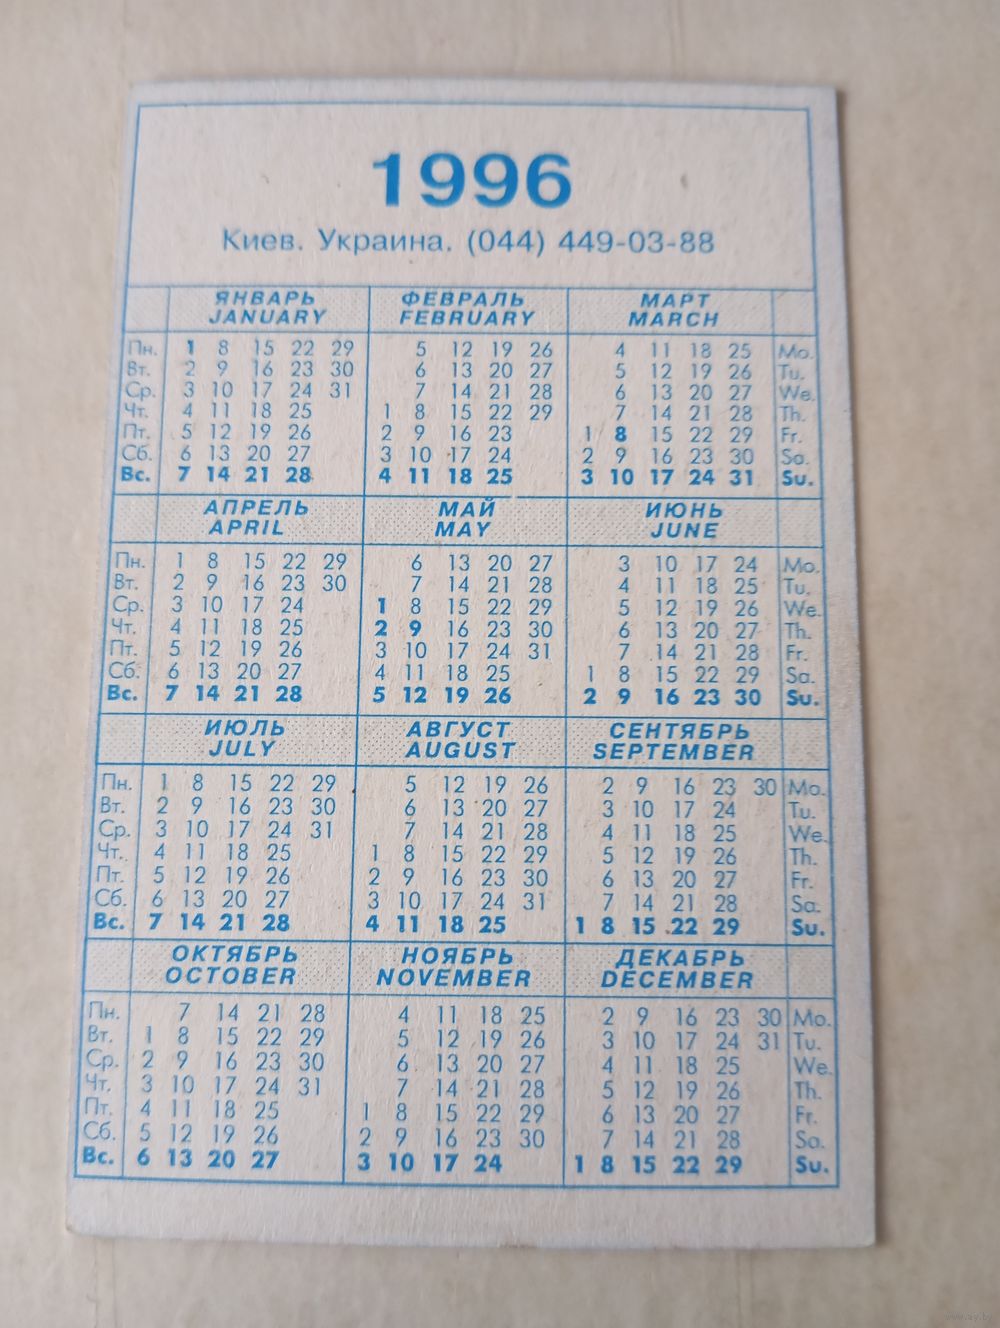 1996
Киев. Украина. (044) 449-03-88
ЯНВАРЬ ФЕВРАЛЬ МАРТ
JANUARY FEBRUARY MARCH
Пн. 1 8 15 22 29 5 12 19 26 4 11 18 25 Mo.
Вт. 2 9 16 23 30 6 13 20 27 5 12 19 26 Tu.
Ср. 3 10 17 24 31 7 14 21 28 6 13 20 27 We.
Чт. 4 11 18 25 1 8 15 22 29 7 14 21 28 Th.
Пт. 5 12 19 26 2 9 16 23 1 8 15 22 29 Fr.
Сб. 6 13 20 27 3 10 17 24 2 9 16 23 30 Sa.
Вс. 7 14 21 28 4 11 18 25 3 10 17 24 31 Su.
АПРЕЛЬ МАЙ ИЮНЬ
APRIL MAY JUNE
Пн. 1 8 15 22 29 6 13 20 27 3 10 17 24 Mo.
Вт. 2 9 16 23 30 7 14 21 28 4 11 18 25 Tu.
Ср. 3 10 17 24 1 8 15 22 29 5 12 19 26 We.
Чт. 4 11 18 25 2 9 16 23 30 6 13 20 27 Th.
Пт. 5 12 19 26 3 10 17 24 31 7 14 21 28 Fr.
Сб. 6 13 20 27 4 11 18 25 1 8 15 22 29 Sa.
Вс. 7 14 21 28 5 12 19 26 2 9 16 23 30 Su.
ИЮЛЬ АВГУСТ СЕНТЯБРЬ
JULY AUGUST SEPTEMBER
Пн. 1 8 15 22 29 5 12 19 26 2 9 16 23 30 Mo.
Вт. 2 9 16 23 30 6 13 20 27 3 10 17 24 Tu.
Ср. 3 10 17 24 31 7 14 21 28 4 11 18 25 We.
Чт. 4 11 18 25 1 8 15 22 29 5 12 19 26 Th.
Пт. 5 12 19 26 2 9 16 23 30 6 13 20 27 Fr.
Сб. 6 13 20 27 3 10 17 24 31 7 14 21 28 Sa.
Вс. 7 14 21 28 4 11 18 25 1 8 15 22 29 Su.
ОКТЯБРЬ НОЯБРЬ ДЕКАБРЬ
OCTOBER NOVEMBER DECEMBER
Пн. 7 14 21 28 4 11 18 25 2 9 16 23 30 Mo.
Вт. 1 8 15 22 29 5 12 19 26 3 10 17 24 31 Tu.
Ср. 2 9 16 23 30 6 13 20 27 4 11 18 25 We.
Чт. 3 10 17 24 31 7 14 21 28 5 12 19 26 Th.
Пт. 4 11 18 25 1 8 15 22 29 6 13 20 27 Fr.
Сб. 5 12 19 26 2 9 16 23 30 7 14 21 28 Sa.
Вс. 6 13 20 27 3 10 17 24 1 8 15 22 29 Su.